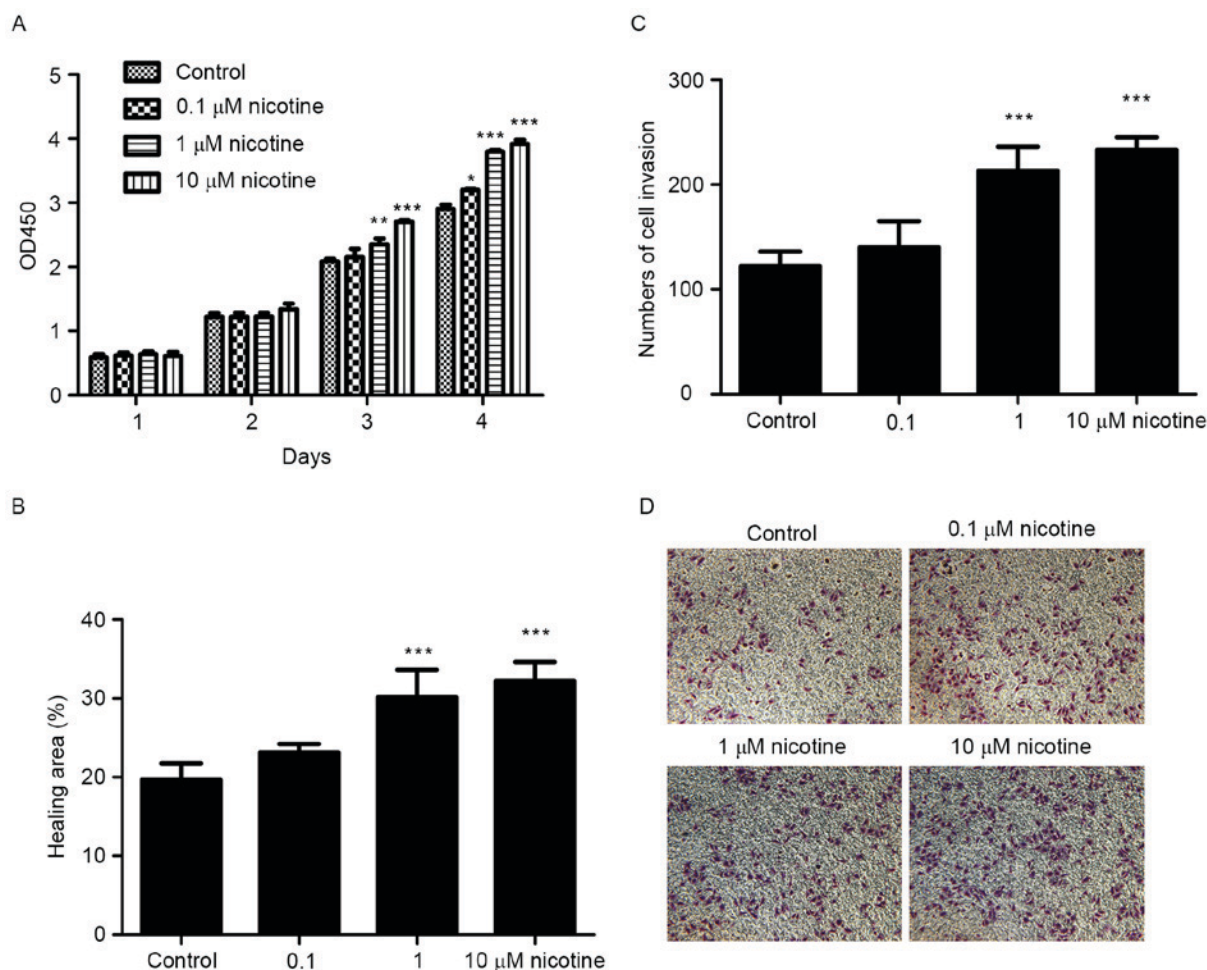 A
Control
0.1 μM nicotine
1 μM nicotine
10 μM nicotine
OD450
5
4
3
2
1
0
** *** * *** ***
1 2 3 4
Days
C
Numbers of cell invasion
300
200
100
0
*** ***
Control 0.1 1 10 μM nicotine
B
Healing area (%)
40
30
20
10
0
*** ***
Control 0.1 1 10 μM nicotine
D
Control 0.1 μM nicotine
1 μM nicotine 10 μM nicotine